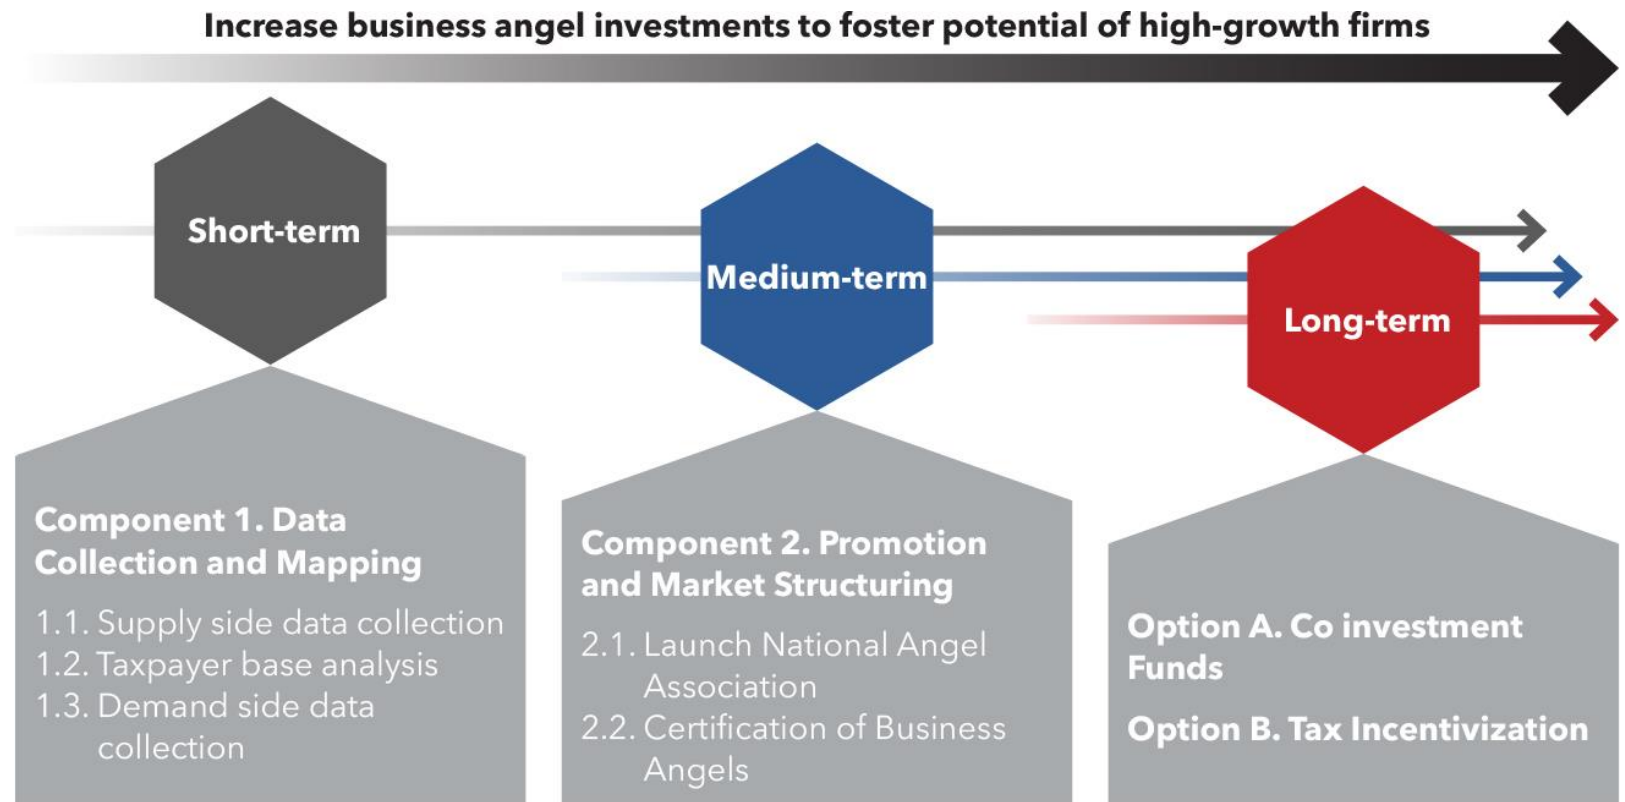 Increase business angel investments to foster potential of high-growth firms
Short-term
Medium-term
Long-term
Component 1. Data
Collection and Mapping
1.1. Supply side data collection
1.2. Taxpayer base analysis
1.3. Demand side data
collection
Component 2. Promotion
and Market Structuring
2.1. Launch National Angel
Association
2.2. Certification of Business
Angels
Option A. Co investment
Funds
Option B. Tax Incentivization